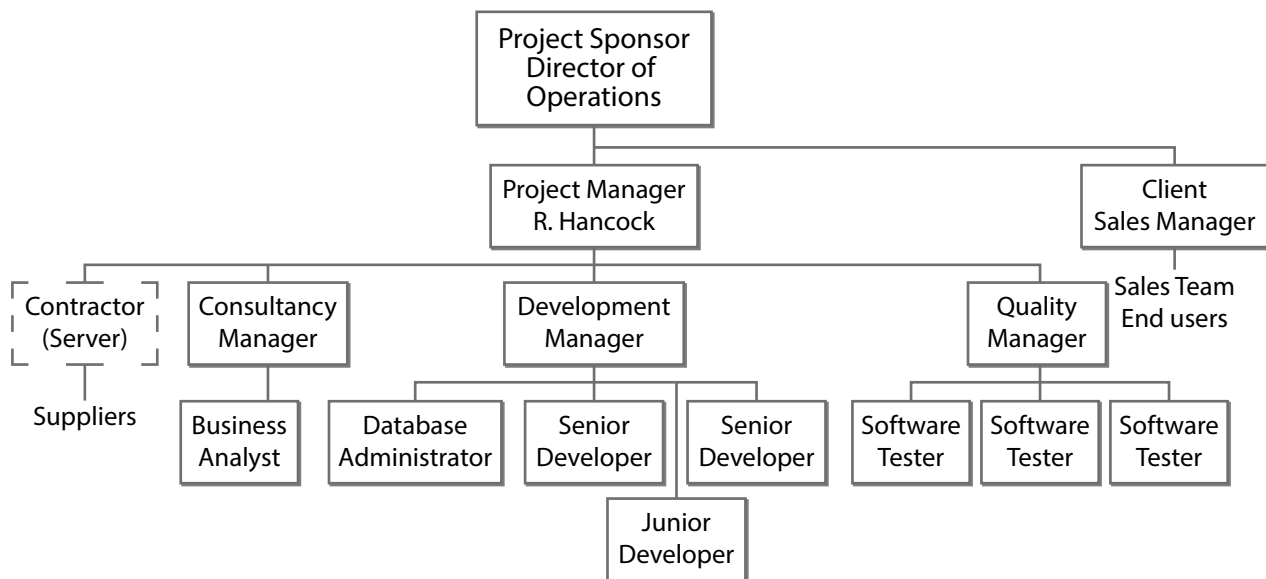 Project Sponsor
Director of
Operations
Project Manager
R. Hancock
Client
Sales Manager
Contractor
(Server)
Consultancy
Manager
Development
Manager
Quality
Manager
Sales Team
End users
Suppliers
Business
Analyst
Database
Administrator
Senior
Developer
Senior
Developer
Software
Tester
Software
Tester
Software
Tester
Junior
Developer